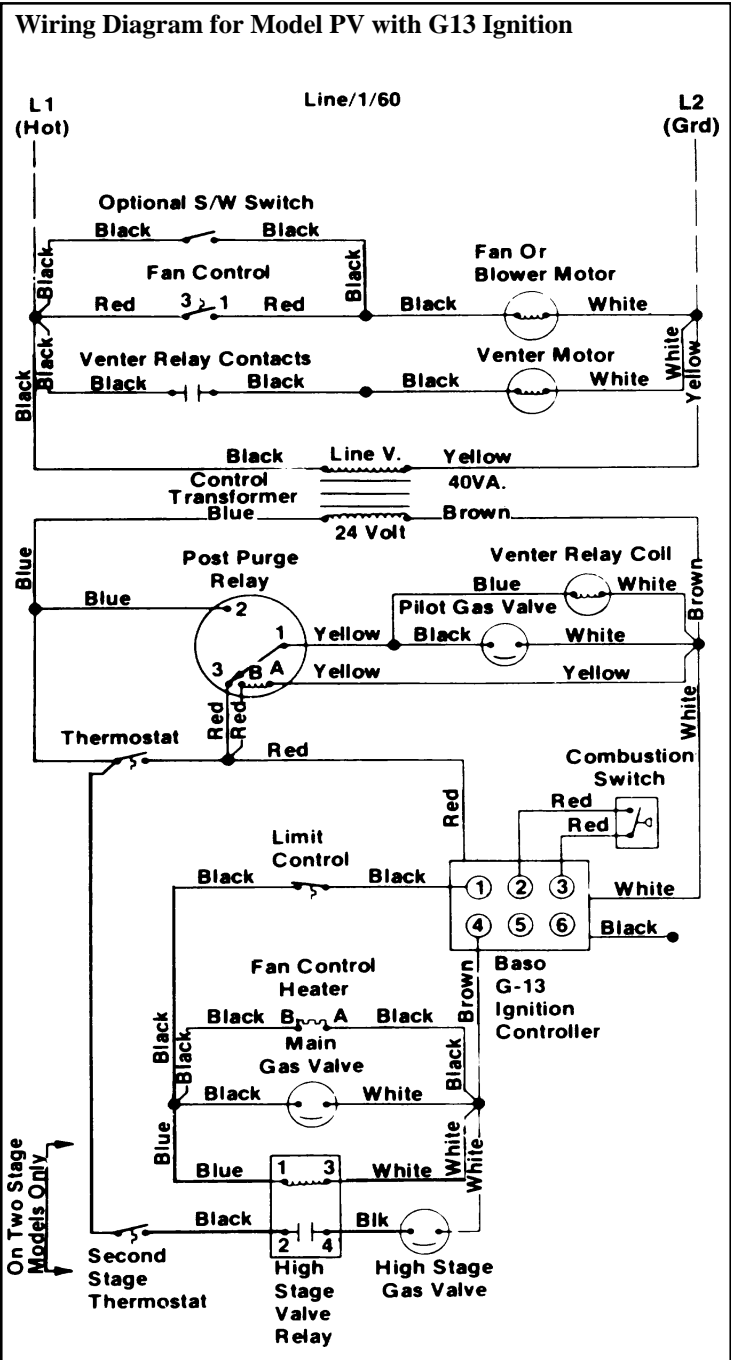 Wiring Diagram for Model PV with G13 Ignition
L1
(Hot)
Line/1/60
L2
(Grd)
Optional S/W Switch
Black
Black
Black
Fan Control
Black
Fan Or
Blower Motor
Red
3
1
Red
Black
White
Black
Black
Venter Relay Contacts
Venter Motor
White
Yellow
Black
Black
Black
White
Black
Line V.
Yellow
Control
Transformer
40VA.
Blue
Brown
24 Volt
Blue
Post Purge
Relay
Venter Relay Coil
Blue
White
Brown
Blue
2
Pilot Gas Valve
1
Yellow
Black
White
3
B
A
Yellow
Yellow
Red
Red
White
Thermostat
Red
Combustion
Switch
Red
Red
Red
Limit
Control
Black
Black
1
2
3
White
4
5
6
Black
Baso
G-13
Ignition
Controller
Brown
Fan Control
Heater
Black
B
A
Black
Black
Black
Black
Main
Gas Valve
Black
White
Blue
White
White
On Two Stage
Models Only
Blue
1
3
White
Black
2
4
Blk
Second
Stage
Thermostat
High
Stage
Valve
Relay
High Stage
Gas Valve